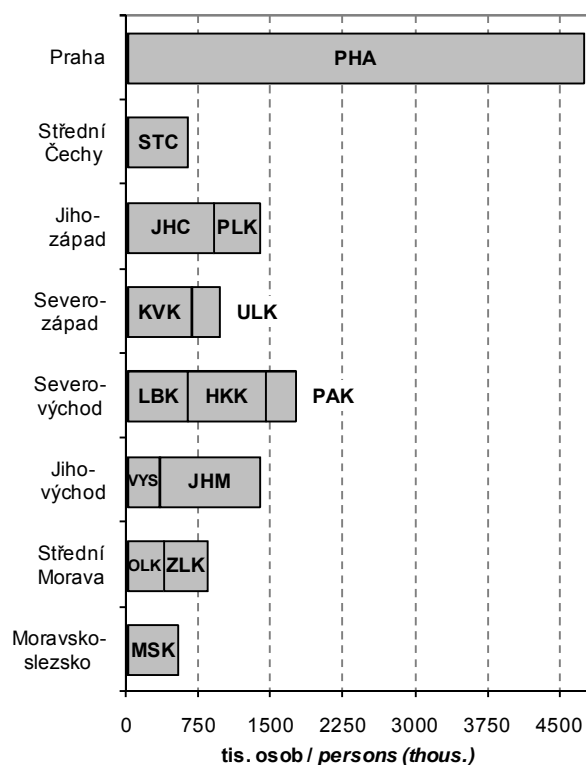 Praha
PHA
Střední
Čechy
STC
Jiho-
západ
JHC PLK
Severo-
západ
KVK ULK
Severo-
východ
LBK HKK PAK
Jiho-
východ
VYS JHM
Střední
Morava
OLK ZLK
Moravsko-
slezsko
MSK
0 750 1500 2250 3000 3750 4500
tis. osob / persons (thous.)